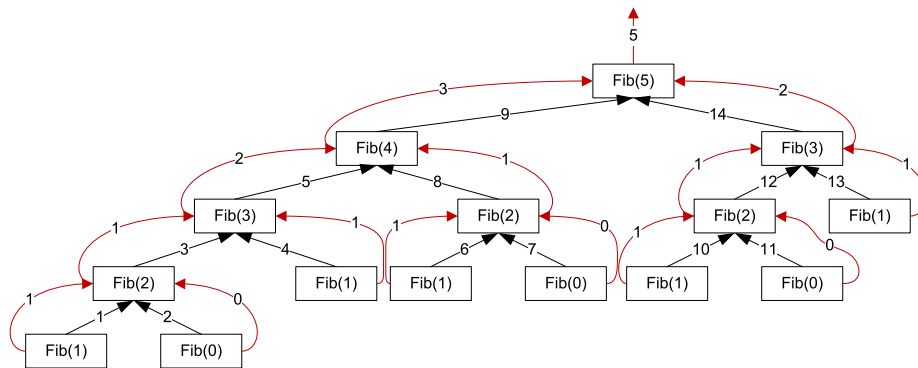 5
Fib(5)
3 2
9 14
Fib(4) Fib(3)
2 1 1 1
5 8 12 13
Fib(3) Fib(2) Fib(2) Fib(1)
1 1 1 0 1 0
3 4 6 7 10 11
Fib(2) Fib(1) Fib(1) Fib(0) Fib(1) Fib(0)
1 0
1 2
Fib(1) Fib(0)